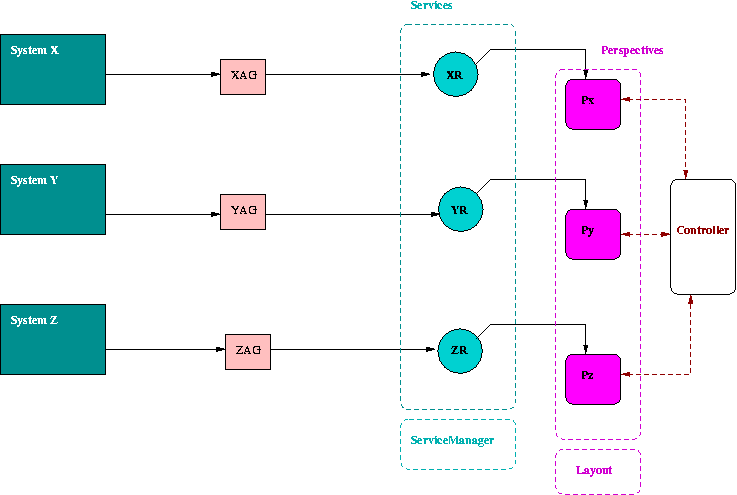 Services
System X
Perspectives
XAG
XR
Px
System Y
YAG
YR
Py
Controller
System Z
ZAG
ZR
Pz
ServiceManager
Layout